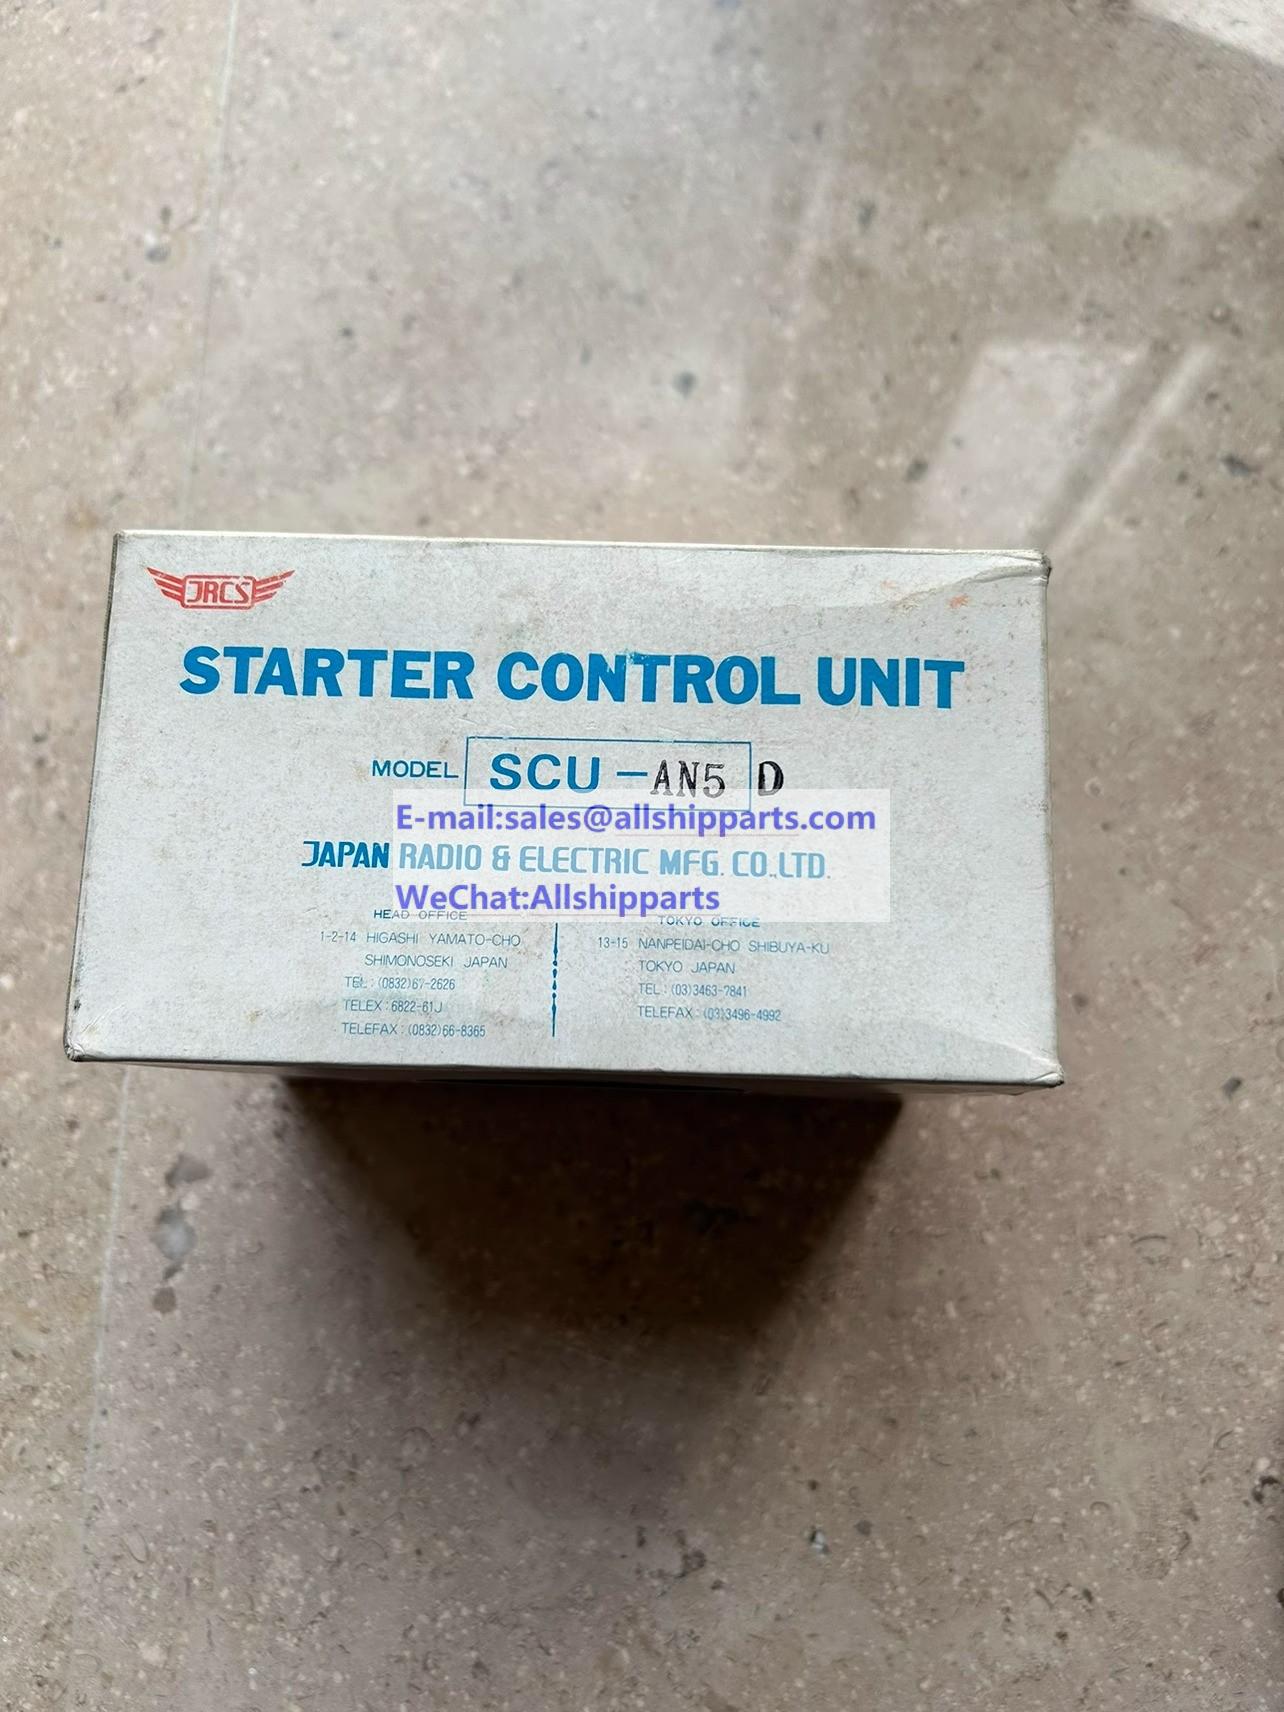 JRCS
STARTER CONTROL UNIT
MODEL SCU-AN5 D
E-mail:sales@allshipparts.com
JAPAN RADIO & ELECTRIC MFG. CO.,LTD.
WeChat:Allshipparts
HEAD OFFICE
1-2-14 HIGASHI YAMATO-CHO
SHIMONOSEKI JAPAN
TEL: (0832)67-2626
TELEX: 6822-61J
TELEFAX: (0832)66-8365
TOKYO OFFICE
13-15 NANPEIDAI-CHO SHIBUYA-KU
TOKYO JAPAN
TEL: (03)3463-7841
TELEFAX: (03)3496-4992